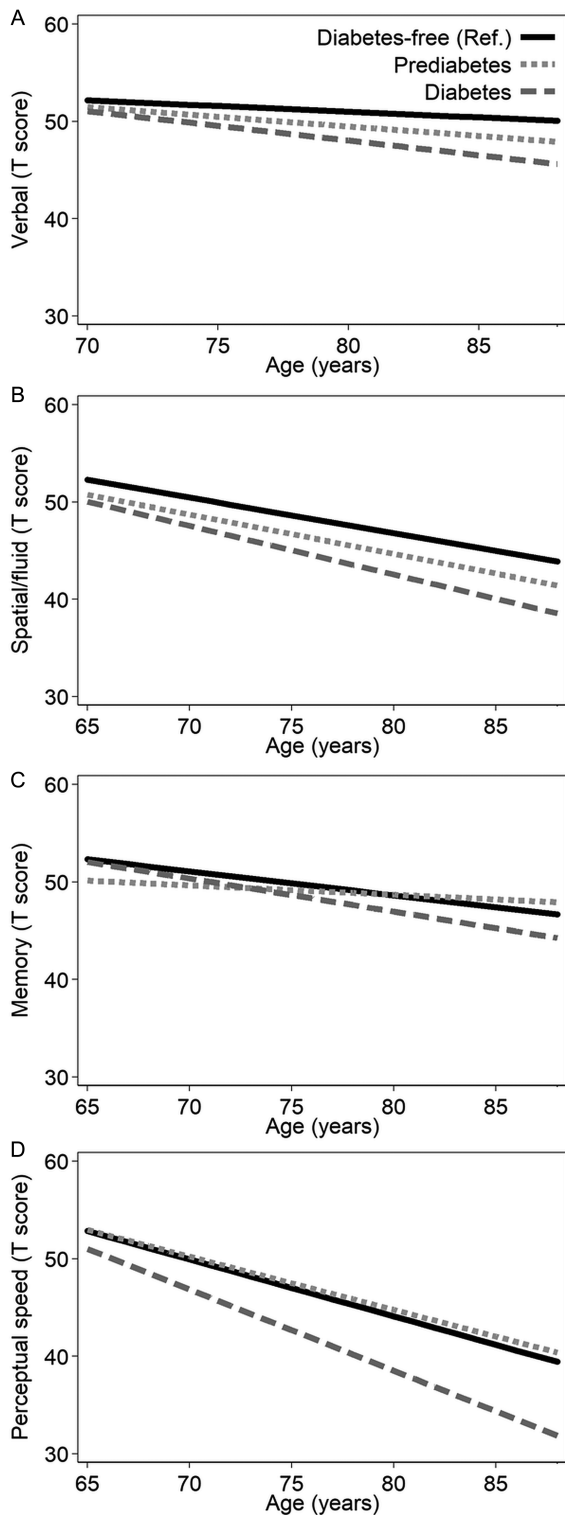 A
60
50
40
30
Verbal (T score)
Diabetes-free (Ref.)
Prediabetes
Diabetes
70 75 80 85
Age (years)
B
60
50
40
30
Spatial/fluid (T score)
65 70 75 80 85
Age (years)
C
60
50
40
30
Memory (T score)
65 70 75 80 85
Age (years)
D
60
50
40
30
Perceptual speed (T score)
65 70 75 80 85
Age (years)